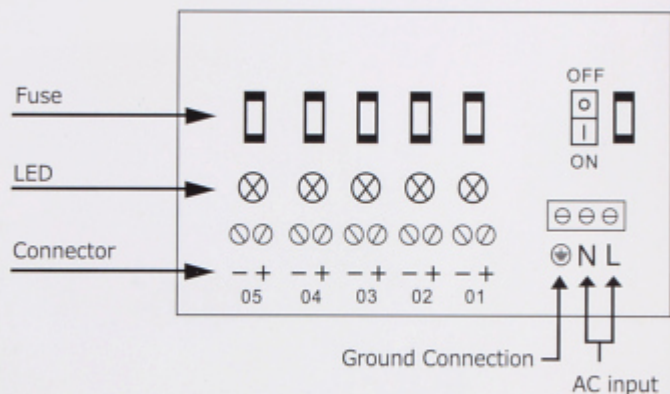 OFF
Fuse
O
I
ON
LED
Connector
- + - + - + - + - +
N L
05 04 03 02 01
Ground Connection
AC input